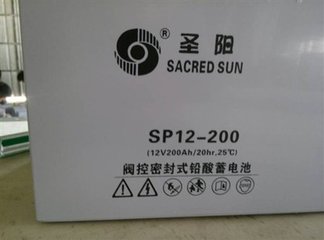 ® 圣阳
SACRED SUN
SP12-200
(12V200Ah/20hr,25℃)
阀控密封式铅酸蓄电池